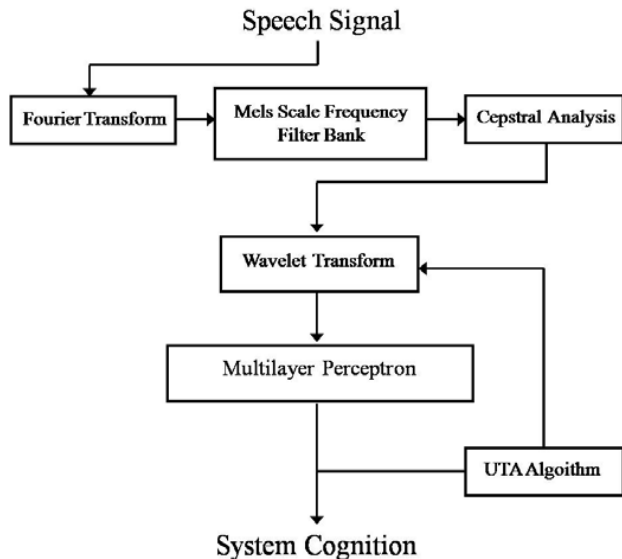 Speech Signal
Fourier Transform
Mels Scale Frequency
Filter Bank
Cepstral Analysis
Wavelet Transform
Multilayer Perceptron
UTA Algoithm
System Cognition